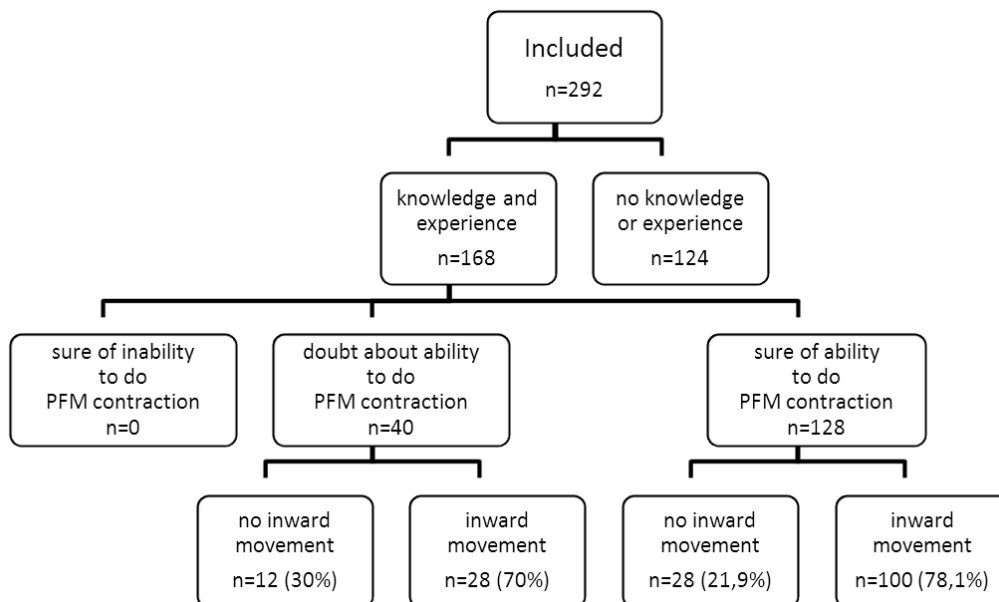 Included
n=292
knowledge and
experience
n=168
no knowledge
or experience
n=124
sure of inability
to do
PFM contraction
n=0
doubt about ability
to do
PFM contraction
n=40
sure of ability
to do
PFM contraction
n=128
no inward
movement
n=12 (30%)
inward
movement
n=28 (70%)
no inward
movement
n=28 (21,9%)
inward
movement
n=100 (78,1%)